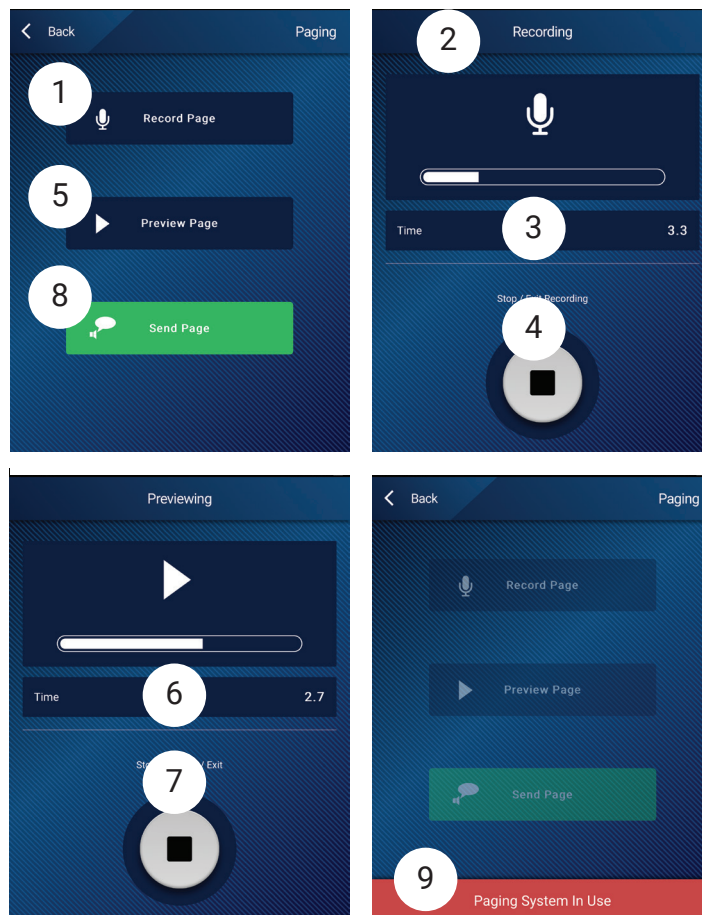 Back
Paging
1
Record Page
5
Preview Page
8
Send Page
2
Recording
Time
3
3.3
Stop / Recording
4
Previewing
Time
6
2.7
/ Exit
7
Back
Paging
Record Page
Preview Page
Send Page
9
Paging System In Use